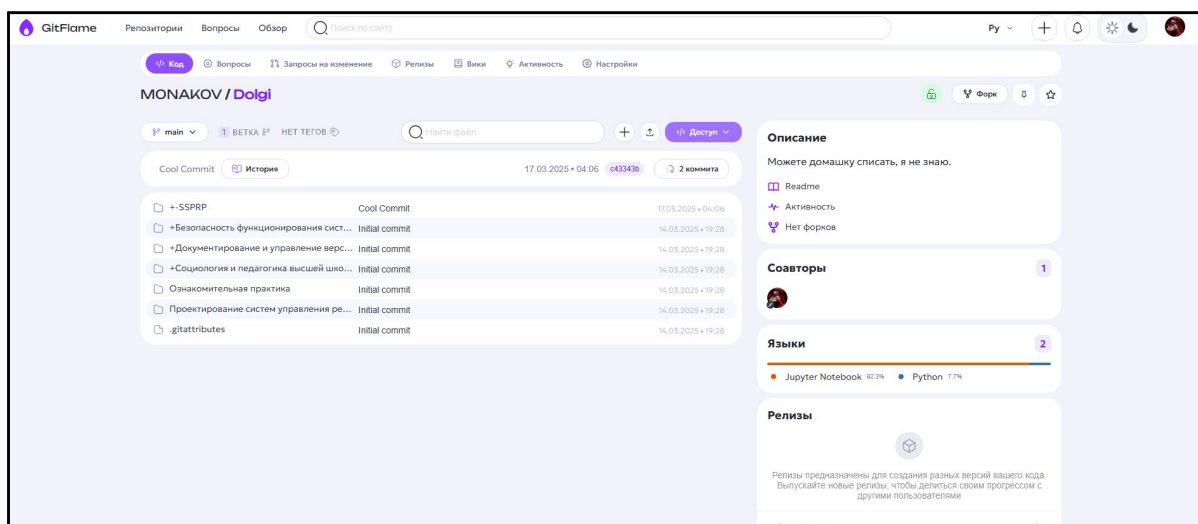 GitFlame Репозитории Вопросы Обзор Поиск по сайту Ру
Код Вопросы Запросы на изменение Релизы Вики Активность Настройки
MONAKOV / Dolgi Форк
main 1 ВЕТКА НЕТ ТЕГОВ Найти файл Доступ
Cool Commit История 17.03.2025 • 04:06 c43343b 2 коммита
+-SSPRP Cool Commit 17.03.2025 • 04:06
+Безопасность функционирования сист... Initial commit 14.03.2025 • 19:28
+Документирование и управление верс... Initial commit 14.03.2025 • 19:28
+Социология и педагогика высшей шко... Initial commit 14.03.2025 • 19:28
Ознакомительная практика Initial commit 14.03.2025 • 19:28
Проектирование систем управления ре... Initial commit 14.03.2025 • 19:28
.gitattributes Initial commit 14.03.2025 • 19:28
Описание
Можете домашку списать, я не знаю.
Readme
Активность
Нет форков
Соавторы 1
Языки 2
Jupyter Notebook 92.3% Python 7.7%
Релизы
Релизы предназначены для создания разных версий вашего кода.
Выпускайте новые релизы, чтобы делиться своим прогрессом с
другими пользователями